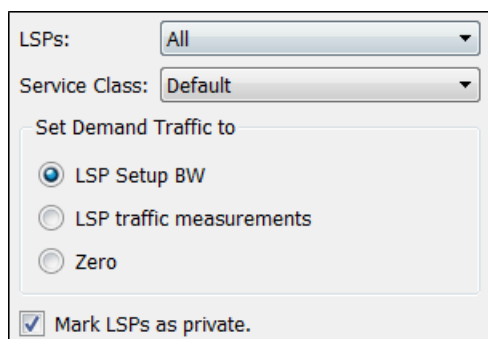 LSPs: All
Service Class: Default
Set Demand Traffic to
LSP Setup BW
LSP traffic measurements
Zero
Mark LSPs as private.